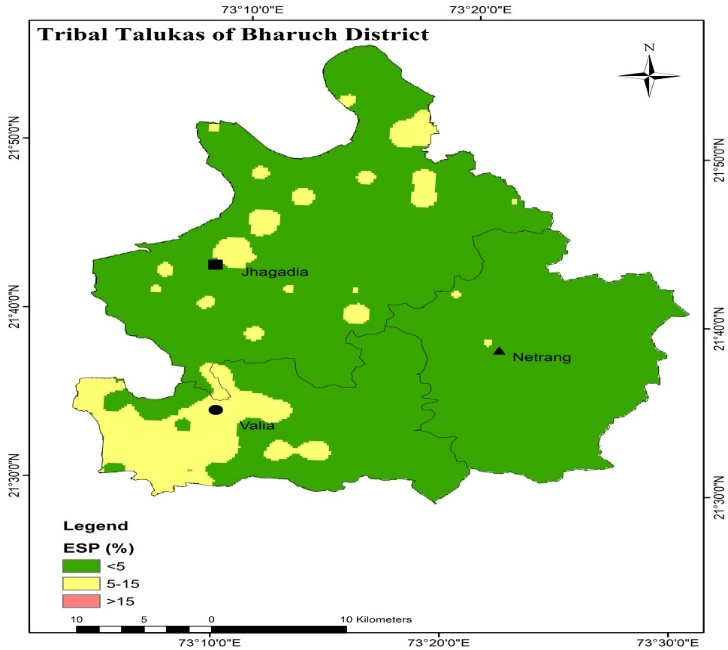 73°10'0"E 73°20'0"E
Tribal Talukas of Bharuch District
N
21°50'0"N 21°50'0"N
Jhagadia
21°40'0"N 21°40'0"N
Netrang
Valia
21°30'0"N 21°30'0"N
Legend
ESP (%)
<5
5-15
>15
10 5 0 10 Kilometers
73°10'0"E 73°20'0"E 73°30'0"E